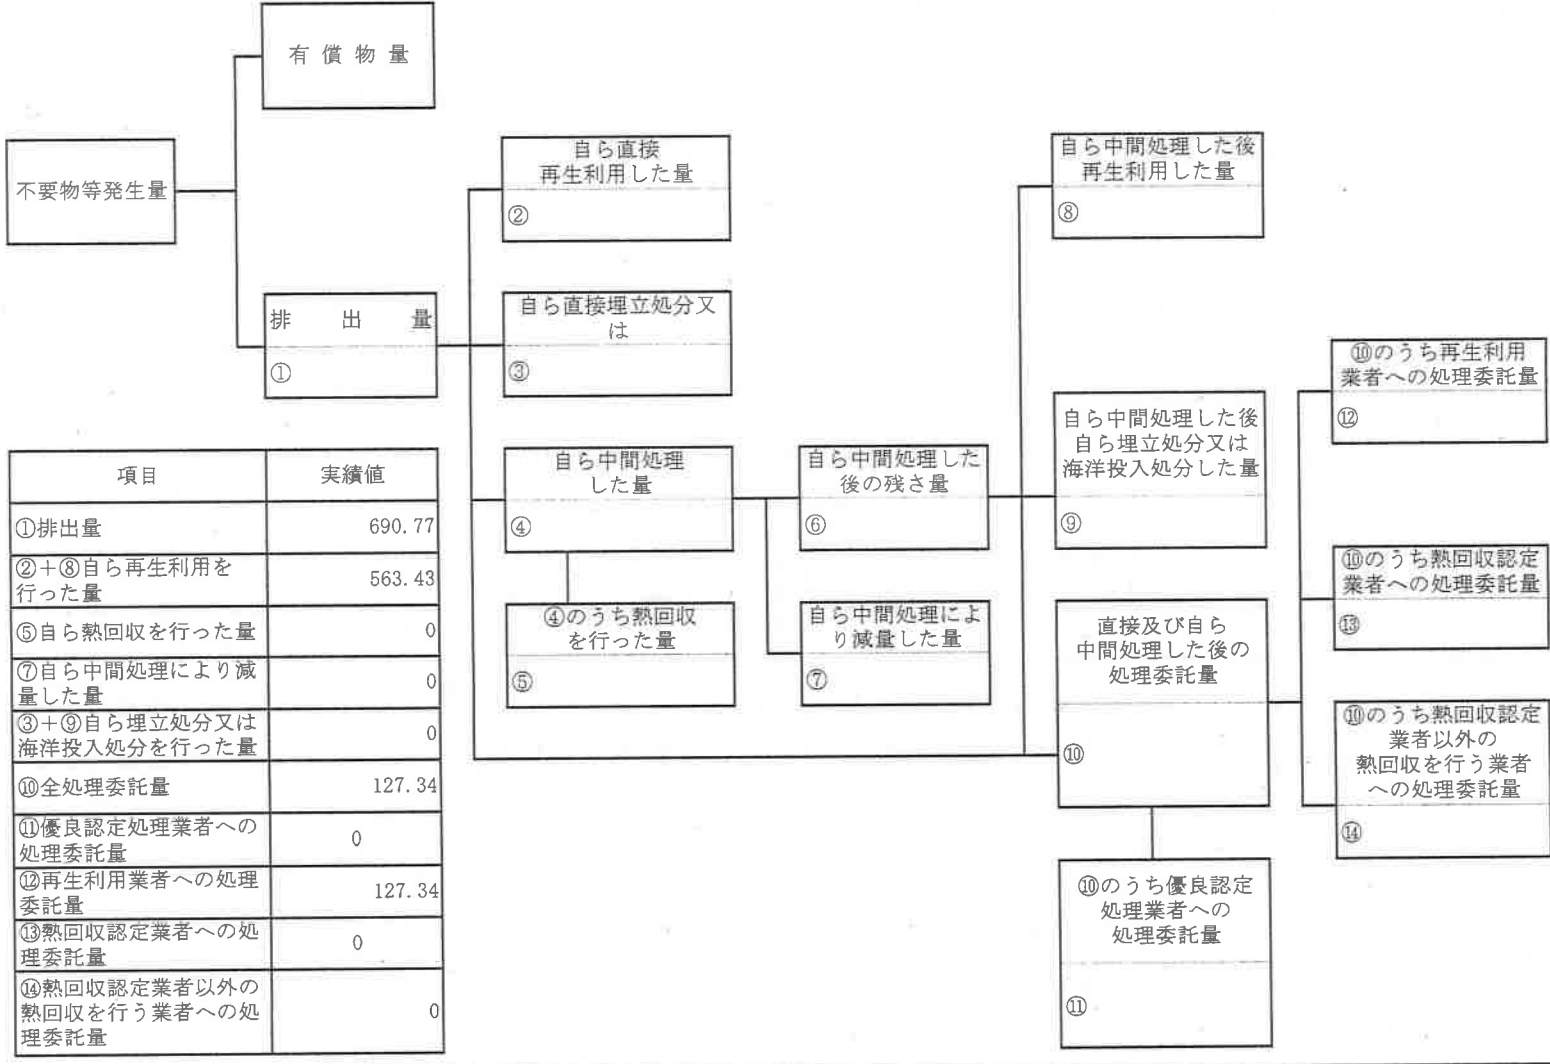 有償物量
不要物等発生量
排出量
①
自ら直接
再生利用した量
②
自ら直接埋立処分又
は
③
自ら中間処理
した量
④
④のうち熱回収
を行った量
⑤
自ら中間処理した
後の残さ量
⑥
自ら中間処理によ
り減量した量
⑦
自ら中間処理した後
再生利用した量
⑧
自ら中間処理した後
自ら埋立処分又は
海洋投入処分した量
⑨
直接及び自ら
中間処理した後の
処理委託量
⑩
⑩のうち優良認定
処理業者への
処理委託量
⑪
⑩のうち再生利用
業者への処理委託量
⑫
⑩のうち熱回収認定
業者への処理委託量
⑬
⑩のうち熱回収認定
業者以外の
熱回収を行う業者
への処理委託量
⑭
項目 実績値
①排出量 690.77
②+⑧自ら再生利用を
行った量 563.43
⑤自ら熱回収を行った量 0
⑦自ら中間処理により減
量した量 0
③+⑨自ら埋立処分又は
海洋投入処分を行った量 0
⑩全処理委託量 127.34
⑪優良認定処理業者への
処理委託量 0
⑫再生利用業者への処理
委託量 127.34
⑬熱回収認定業者への処
理委託量 0
⑭熱回収認定業者以外の
熱回収を行う業者への処
理委託量 0